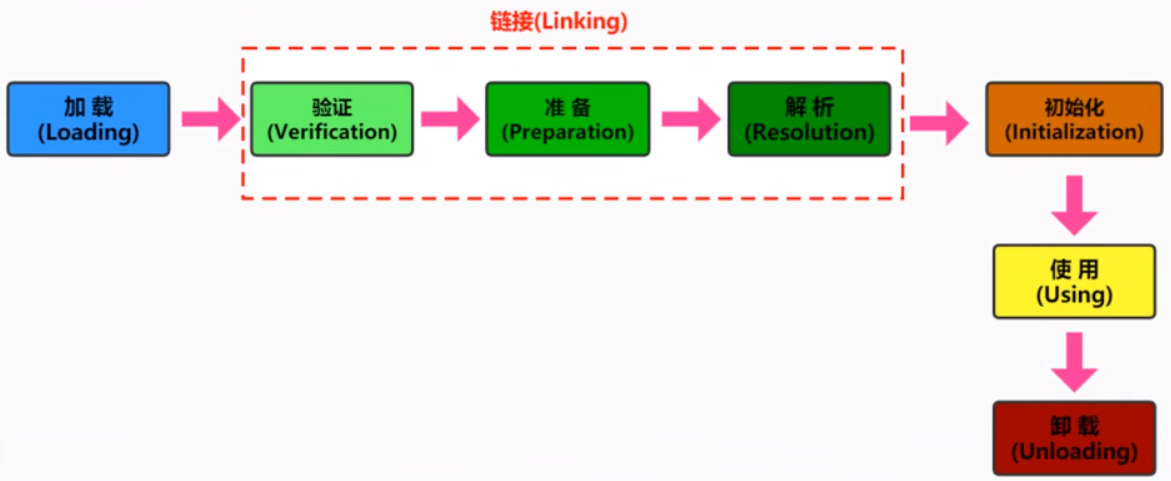 链接(Linking)
加载
(Loading)
验证
(Verification)
准备
(Preparation)
解析
(Resolution)
初始化
(Initialization)
使用
(Using)
卸载
(Unloading)